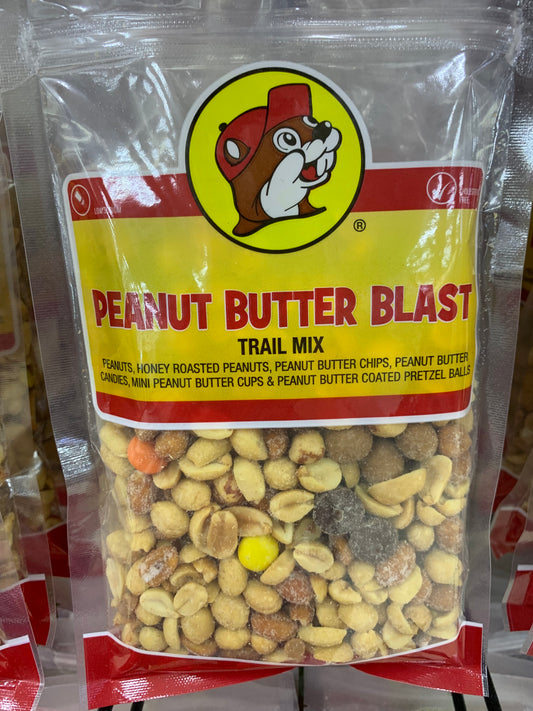 ®
PEANUT BUTTER BLAST
TRAIL MIX
PEANUTS, HONEY ROASTED PEANUTS, PEANUT BUTTER CHIPS, PEANUT BUTTER
CANDIES, MINI PEANUT BUTTER CUPS & PEANUT BUTTER COATED PRETZEL BALLS